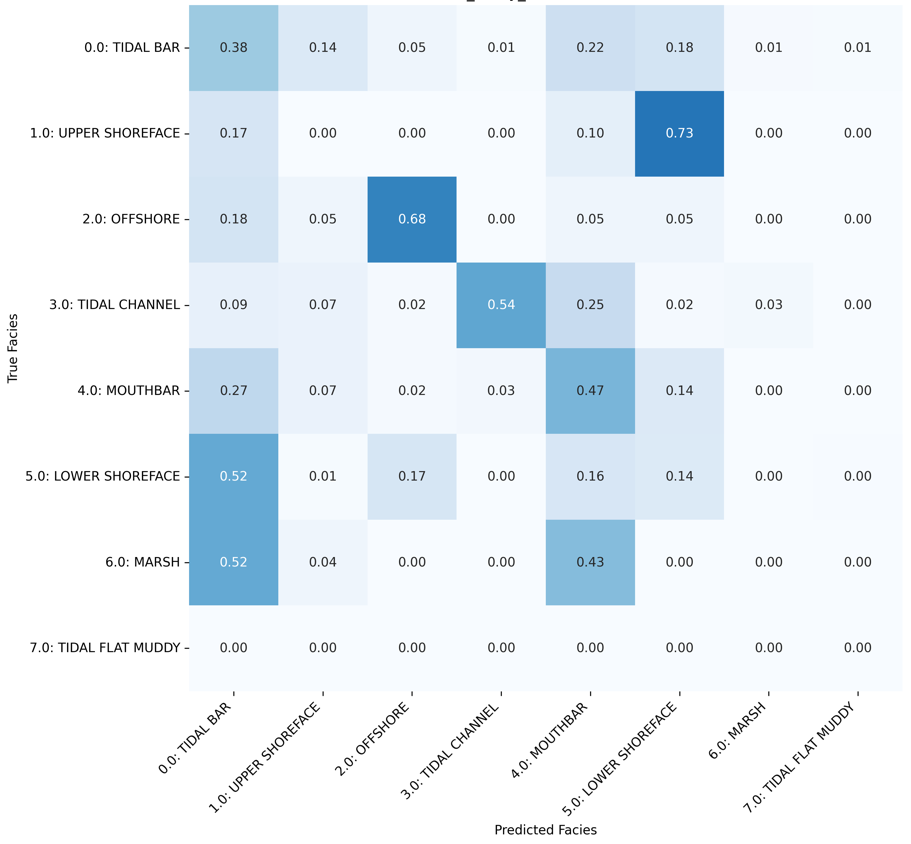 0.0: TIDAL BAR 0.38 0.14 0.05 0.01 0.22 0.18 0.01 0.01
1.0: UPPER SHOREFACE 0.17 0.00 0.00 0.00 0.10 0.73 0.00 0.00
2.0: OFFSHORE 0.18 0.05 0.68 0.00 0.05 0.05 0.00 0.00
3.0: TIDAL CHANNEL 0.09 0.07 0.02 0.54 0.25 0.02 0.03 0.00
4.0: MOUTHBAR 0.27 0.07 0.02 0.03 0.47 0.14 0.00 0.00
5.0: LOWER SHOREFACE 0.52 0.01 0.17 0.00 0.16 0.14 0.00 0.00
6.0: MARSH 0.52 0.04 0.00 0.00 0.43 0.00 0.00 0.00
7.0: TIDAL FLAT MUDDY 0.00 0.00 0.00 0.00 0.00 0.00 0.00 0.00
True Facies
0.0: TIDAL BAR
1.0: UPPER SHOREFACE
2.0: OFFSHORE
3.0: TIDAL CHANNEL
4.0: MOUTHBAR
5.0: LOWER SHOREFACE
6.0: MARSH
7.0: TIDAL FLAT MUDDY
Predicted Facies